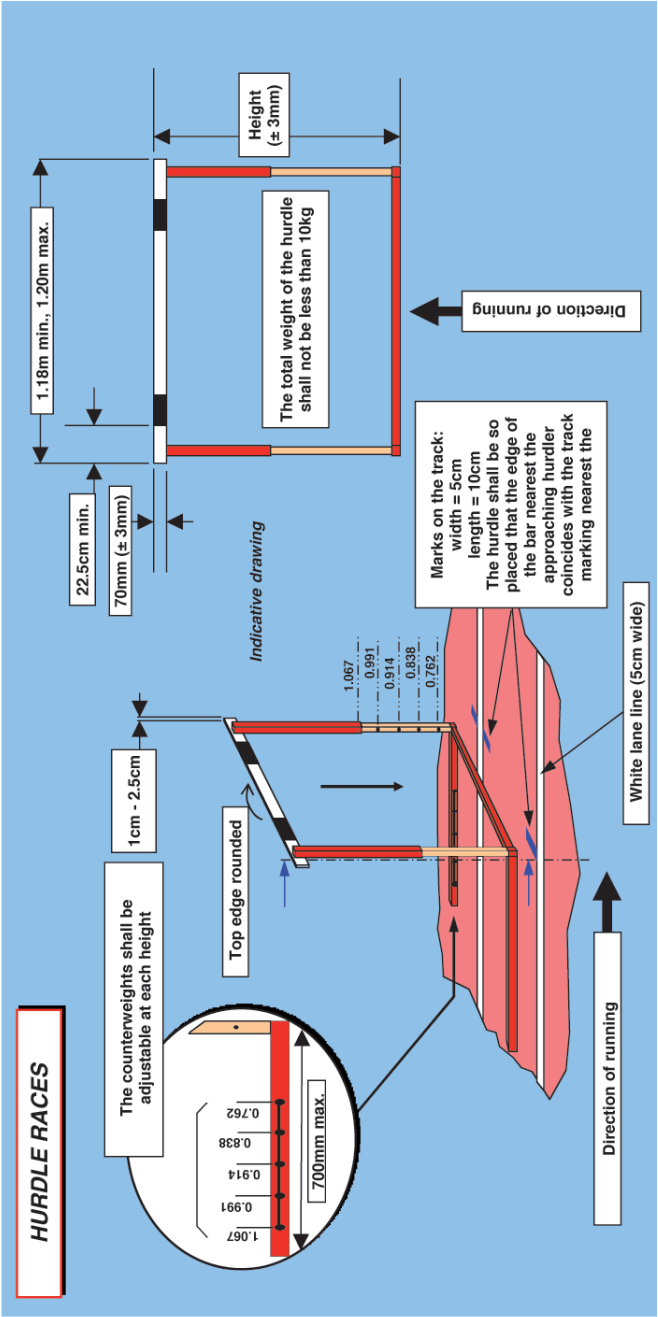 HURDLE RACES
The counterweights shall be
adjustable at each height
1cm - 2.5cm
Top edge rounded
1.067
0.991
0.914
0.838
0.762
700mm max.
1.067
0.991
0.914
0.838
0.762
Indicative drawing
22.5cm min.
70mm (± 3mm)
1.18m min., 1.20m max.
Height
(± 3mm)
The total weight of the hurdle
shall not be less than 10kg
Direction of running
Marks on the track:
width = 5cm
length = 10cm
The hurdle shall be so
placed that the edge of
the bar nearest the
approaching hurdler
coincides with the track
marking nearest the
White lane line (5cm wide)
Direction of running